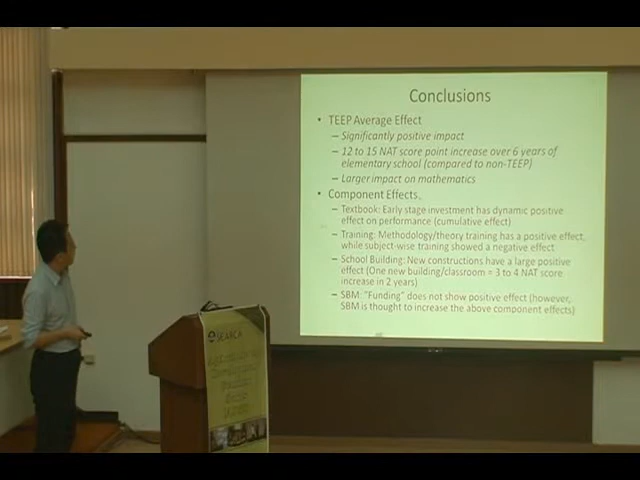 Conclusions
• TEEP Average Effect
– Significantly positive impact
– 12 to 15 NAT score point increase over 6 years of
elementary school (compared to non-TEEP)
– Larger impact on mathematics
• Component Effects
– Textbook: Early stage investment has dynamic positive
effect on performance (cumulative effect)
– Training: Methodology/theory training has a positive effect,
while subject-wise training showed a negative effect
– School Building: New constructions have a large positive
effect (One new building/classroom = 3 to 4 NAT score
increase in 2 years)
– SBM: "Funding" does not show positive effect (however,
SBM is thought to increase the above component effects)
SEARCA